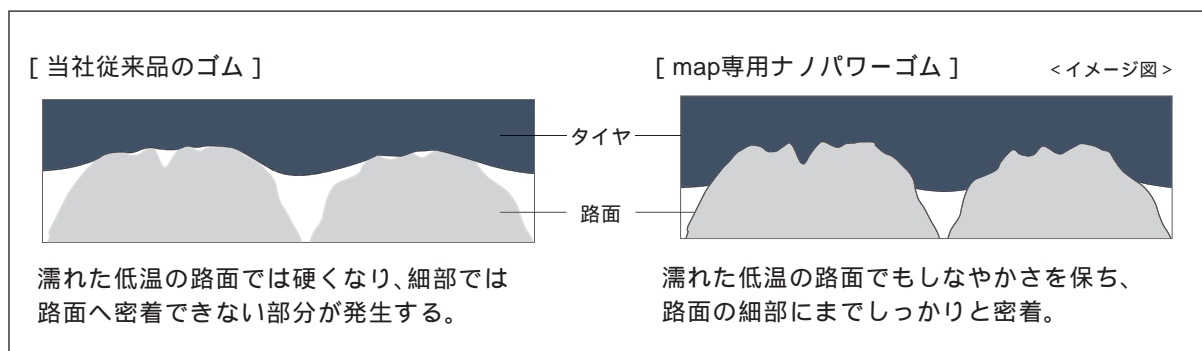 [ 当社従来品のゴム ]
[ map専用ナノパワーゴム ]
<イメージ図>
タイヤ
路面
濡れた低温の路面では硬くなり、細部では
路面へ密着できない部分が発生する。
濡れた低温の路面でもしなやかさを保ち、
路面の細部にまでしっかりと密着。